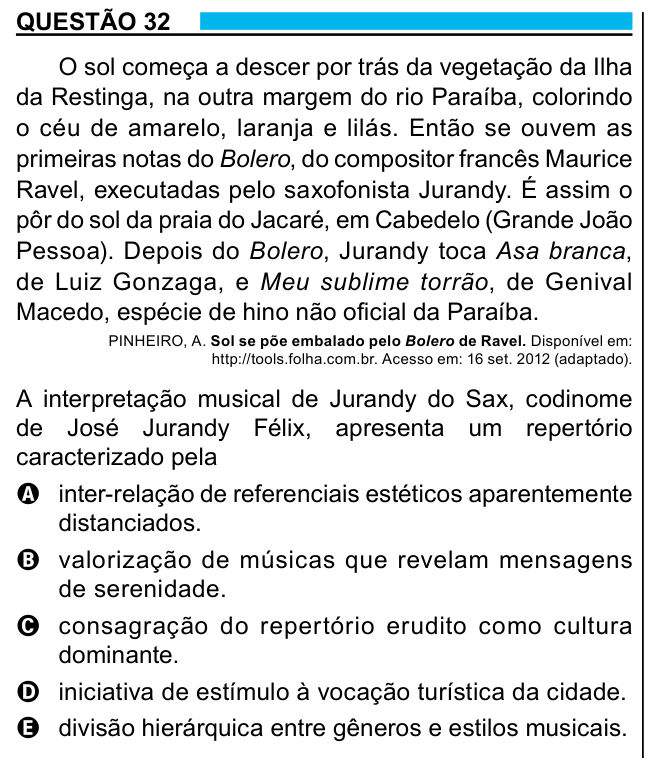 QUESTÃO 32
O sol começa a descer por trás da vegetação da Ilha
da Restinga, na outra margem do rio Paraíba, colorindo
o céu de amarelo, laranja e lilás. Então se ouvem as
primeiras notas do Bolero, do compositor francês Maurice
Ravel, executadas pelo saxofonista Jurandy. É assim o
pôr do sol da praia do Jacaré, em Cabedelo (Grande João
Pessoa). Depois do Bolero, Jurandy toca Asa branca,
de Luiz Gonzaga, e Meu sublime torrão, de Genival
Macedo, espécie de hino não oficial da Paraíba.
PINHEIRO, A. Sol se põe embalado pelo Bolero de Ravel. Disponível em:
http://tools.folha.com.br. Acesso em: 16 set. 2012 (adaptado).
A interpretação musical de Jurandy do Sax, codinome
de José Jurandy Félix, apresenta um repertório
caracterizado pela
A inter-relação de referenciais estéticos aparentemente
distanciados.
B valorização de músicas que revelam mensagens
de serenidade.
C consagração do repertório erudito como cultura
dominante.
D iniciativa de estímulo à vocação turística da cidade.
E divisão hierárquica entre gêneros e estilos musicais.